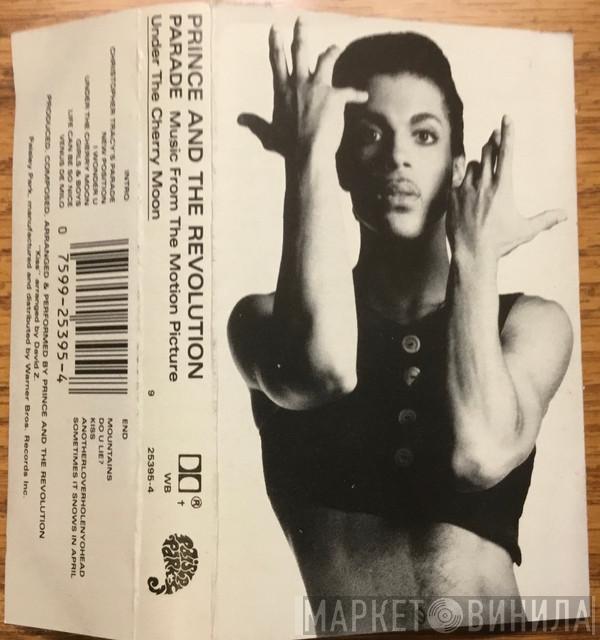 PRINCE AND THE REVOLUTION
PARADE Music From The Motion Picture
Under The Cherry Moon
9 25395-4
® †
WB
PAISLEY PARK
INTRO
CHRISTOPHER TRACY'S PARADE
NEW POSITION
I WONDER U
UNDER THE CHERRY MOON
GIRLS & BOYS
LIFE CAN BE SO NICE
VENUS DE MILO
0 7599-25395-4
END
MOUNTAINS
DO U LIE?
KISS
ANOTHERLOVERHOLENYOHEAD
SOMETIMES IT SNOWS IN APRIL
PRODUCED, COMPOSED, ARRANGED & PERFORMED BY PRINCE AND THE REVOLUTION
"Kiss" arranged by David Z.
Paisley Park, manufactured and distributed by Warner Bros. Records Inc.
МАРКЕТ ВИНИЛА